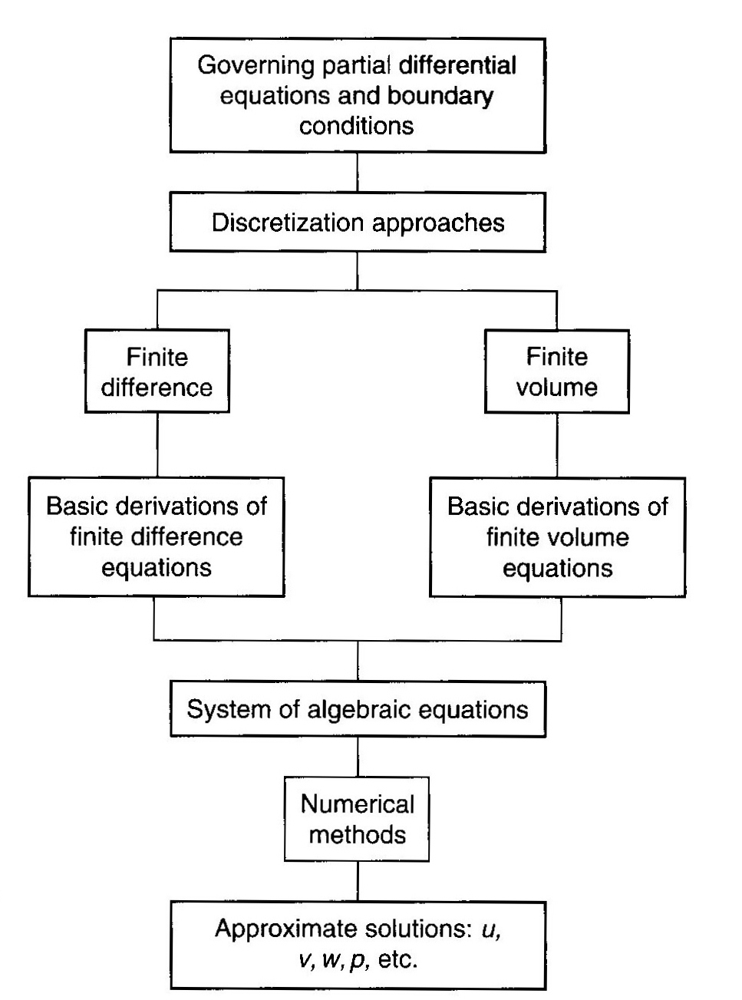 Governing partial differential
equations and boundary
conditions
Discretization approaches
Finite
difference
Finite
volume
Basic derivations of
finite difference
equations
Basic derivations of
finite volume
equations
System of algebraic equations
Numerical
methods
Approximate solutions: u,
v, w, p, etc.